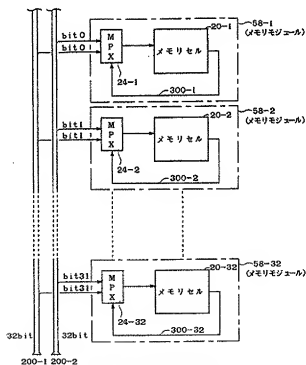 58-1
(メモリモジュール)
20-1
bit0
bit0
MPX
メモリセル
24-1
300-1
58-2
(メモリモジュール)
20-2
bit1
bit1
MPX
メモリセル
24-2
300-2
58-32
(メモリモジュール)
20-32
bit31
bit31
MPX
メモリセル
24-32
300-32
32bit
32bit
200-1
200-2